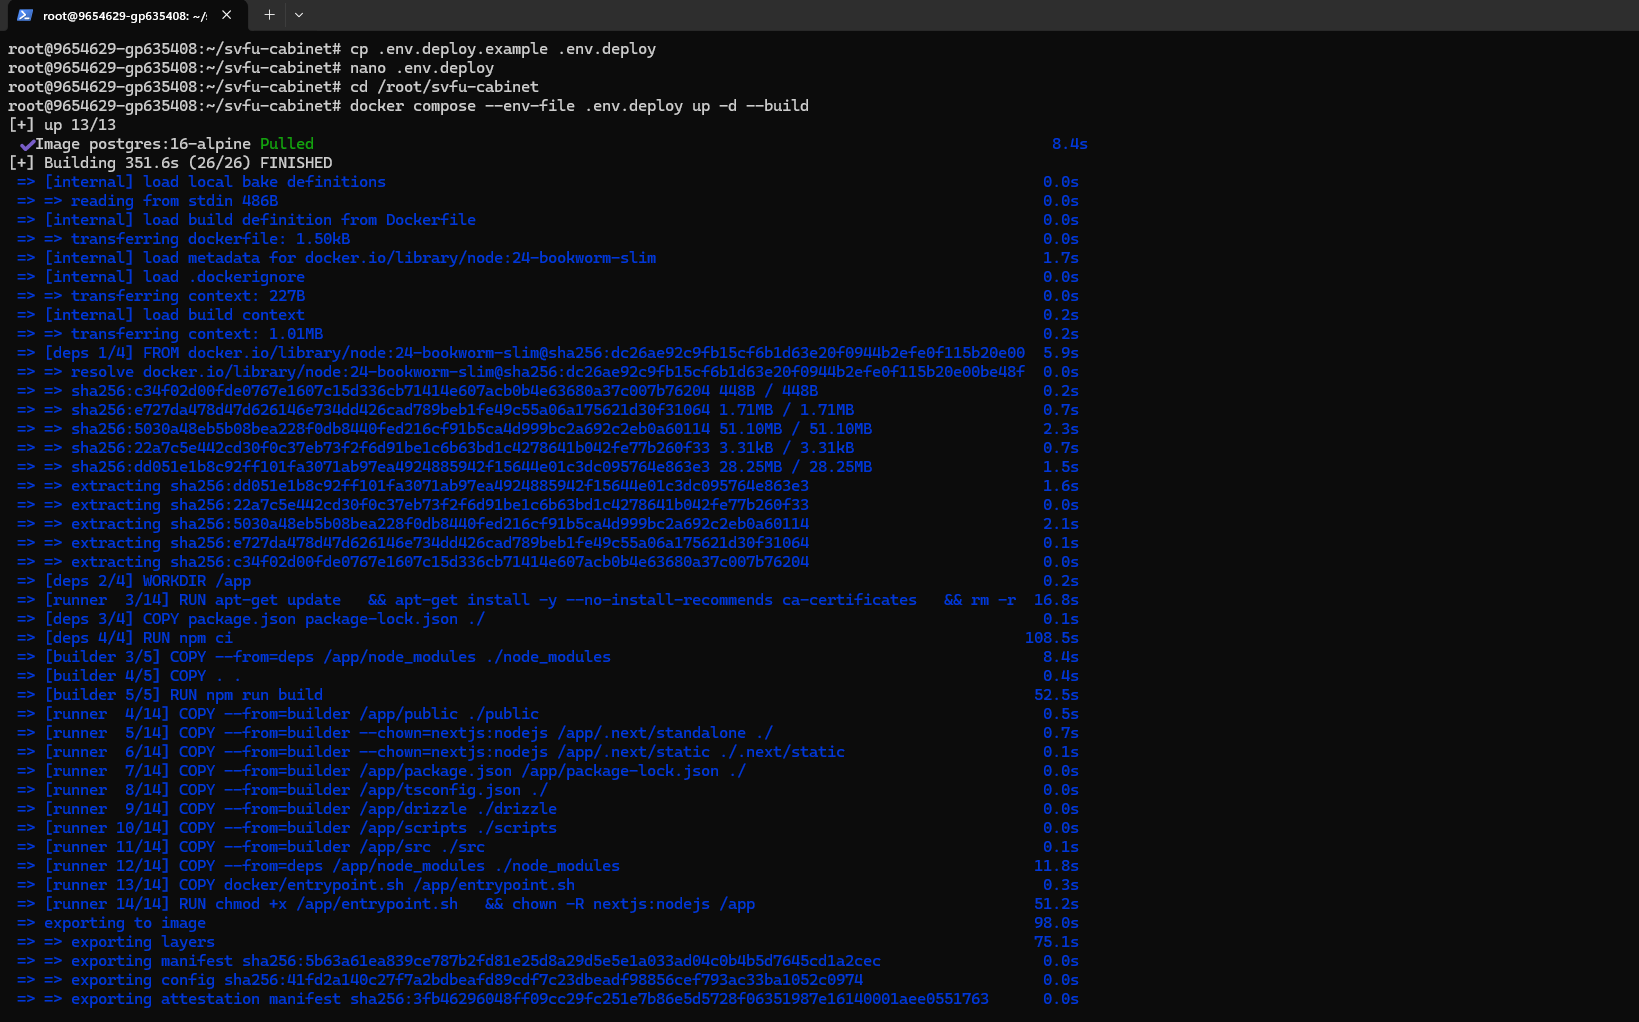 root@9654629-gp635408: ~/s
root@9654629-gp635408:~/svfu-cabinet# cp .env.deploy.example .env.deploy
root@9654629-gp635408:~/svfu-cabinet# nano .env.deploy
root@9654629-gp635408:~/svfu-cabinet# cd /root/svfu-cabinet
root@9654629-gp635408:~/svfu-cabinet# docker compose --env-file .env.deploy up -d --build
[+] up 13/13
✔Image postgres:16-alpine Pulled 8.4s
[+] Building 351.6s (26/26) FINISHED
=> [internal] load local bake definitions 0.0s
=> => reading from stdin 486B 0.0s
=> [internal] load build definition from Dockerfile 0.0s
=> => transferring dockerfile: 1.50kB 0.0s
=> [internal] load metadata for docker.io/library/node:24-bookworm-slim 1.7s
=> [internal] load .dockerignore 0.0s
=> => transferring context: 227B 0.0s
=> [internal] load build context 0.2s
=> => transferring context: 1.01MB 0.2s
=> [deps 1/4] FROM docker.io/library/node:24-bookworm-slim@sha256:dc26ae92c9fb15cf6b1d63e20f0944b2efe0f115b20e00 5.9s
=> => resolve docker.io/library/node:24-bookworm-slim@sha256:dc26ae92c9fb15cf6b1d63e20f0944b2efe0f115b20e00be48f 0.0s
=> => sha256:c34f02d00fde0767e1607c15d336cb71414e607acb0b4e63680a37c007b76204 448B / 448B 0.2s
=> => sha256:e727da478d47d626146e734dd426cad789beb1fe49c55a06a175621d30f31064 1.71MB / 1.71MB 0.7s
=> => sha256:5030a48eb5b08bea228f0db8440fed216cf91b5ca4d999bc2a692c2eb0a60114 51.10MB / 51.10MB 2.3s
=> => sha256:22a7c5e442cd30f0c37eb73f2f6d91be1c6b63bd1c4278641b042fe77b260f33 3.31kB / 3.31kB 0.7s
=> => sha256:dd051e1b8c92ff101fa3071ab97ea4924885942f15644e01c3dc095764e863e3 28.25MB / 28.25MB 1.5s
=> => extracting sha256:dd051e1b8c92ff101fa3071ab97ea4924885942f15644e01c3dc095764e863e3 1.6s
=> => extracting sha256:22a7c5e442cd30f0c37eb73f2f6d91be1c6b63bd1c4278641b042fe77b260f33 0.0s
=> => extracting sha256:5030a48eb5b08bea228f0db8440fed216cf91b5ca4d999bc2a692c2eb0a60114 2.1s
=> => extracting sha256:e727da478d47d626146e734dd426cad789beb1fe49c55a06a175621d30f31064 0.1s
=> => extracting sha256:c34f02d00fde0767e1607c15d336cb71414e607acb0b4e63680a37c007b76204 0.0s
=> [deps 2/4] WORKDIR /app 0.2s
=> [runner  3/14] RUN apt-get update   && apt-get install -y --no-install-recommends ca-certificates   && rm -r 16.8s
=> [deps 3/4] COPY package.json package-lock.json ./ 0.1s
=> [deps 4/4] RUN npm ci 108.5s
=> [builder 3/5] COPY --from=deps /app/node_modules ./node_modules 8.4s
=> [builder 4/5] COPY . . 0.4s
=> [builder 5/5] RUN npm run build 52.5s
=> [runner  4/14] COPY --from=builder /app/public ./public 0.5s
=> [runner  5/14] COPY --from=builder --chown=nextjs:nodejs /app/.next/standalone ./ 0.7s
=> [runner  6/14] COPY --from=builder --chown=nextjs:nodejs /app/.next/static ./.next/static 0.1s
=> [runner  7/14] COPY --from=builder /app/package.json /app/package-lock.json ./ 0.0s
=> [runner  8/14] COPY --from=builder /app/tsconfig.json ./ 0.0s
=> [runner  9/14] COPY --from=builder /app/drizzle ./drizzle 0.0s
=> [runner 10/14] COPY --from=builder /app/scripts ./scripts 0.0s
=> [runner 11/14] COPY --from=builder /app/src ./src 0.1s
=> [runner 12/14] COPY --from=deps /app/node_modules ./node_modules 11.8s
=> [runner 13/14] COPY docker/entrypoint.sh /app/entrypoint.sh 0.3s
=> [runner 14/14] RUN chmod +x /app/entrypoint.sh   && chown -R nextjs:nodejs /app 51.2s
=> exporting to image 98.0s
=> => exporting layers 75.1s
=> => exporting manifest sha256:5b63a61ea839ce787b2fd81e25d8a29d5e5e1a033ad04c0b4b5d7645cd1a2cec 0.0s
=> => exporting config sha256:41fd2a140c27f7a2bdbeafd89cdf7c23dbeadf98856cef793ac33ba1052c0974 0.0s
=> => exporting attestation manifest sha256:3fb46296048ff09cc29fc251e7b86e5d5728f06351987e16140001aee0551763 0.0s